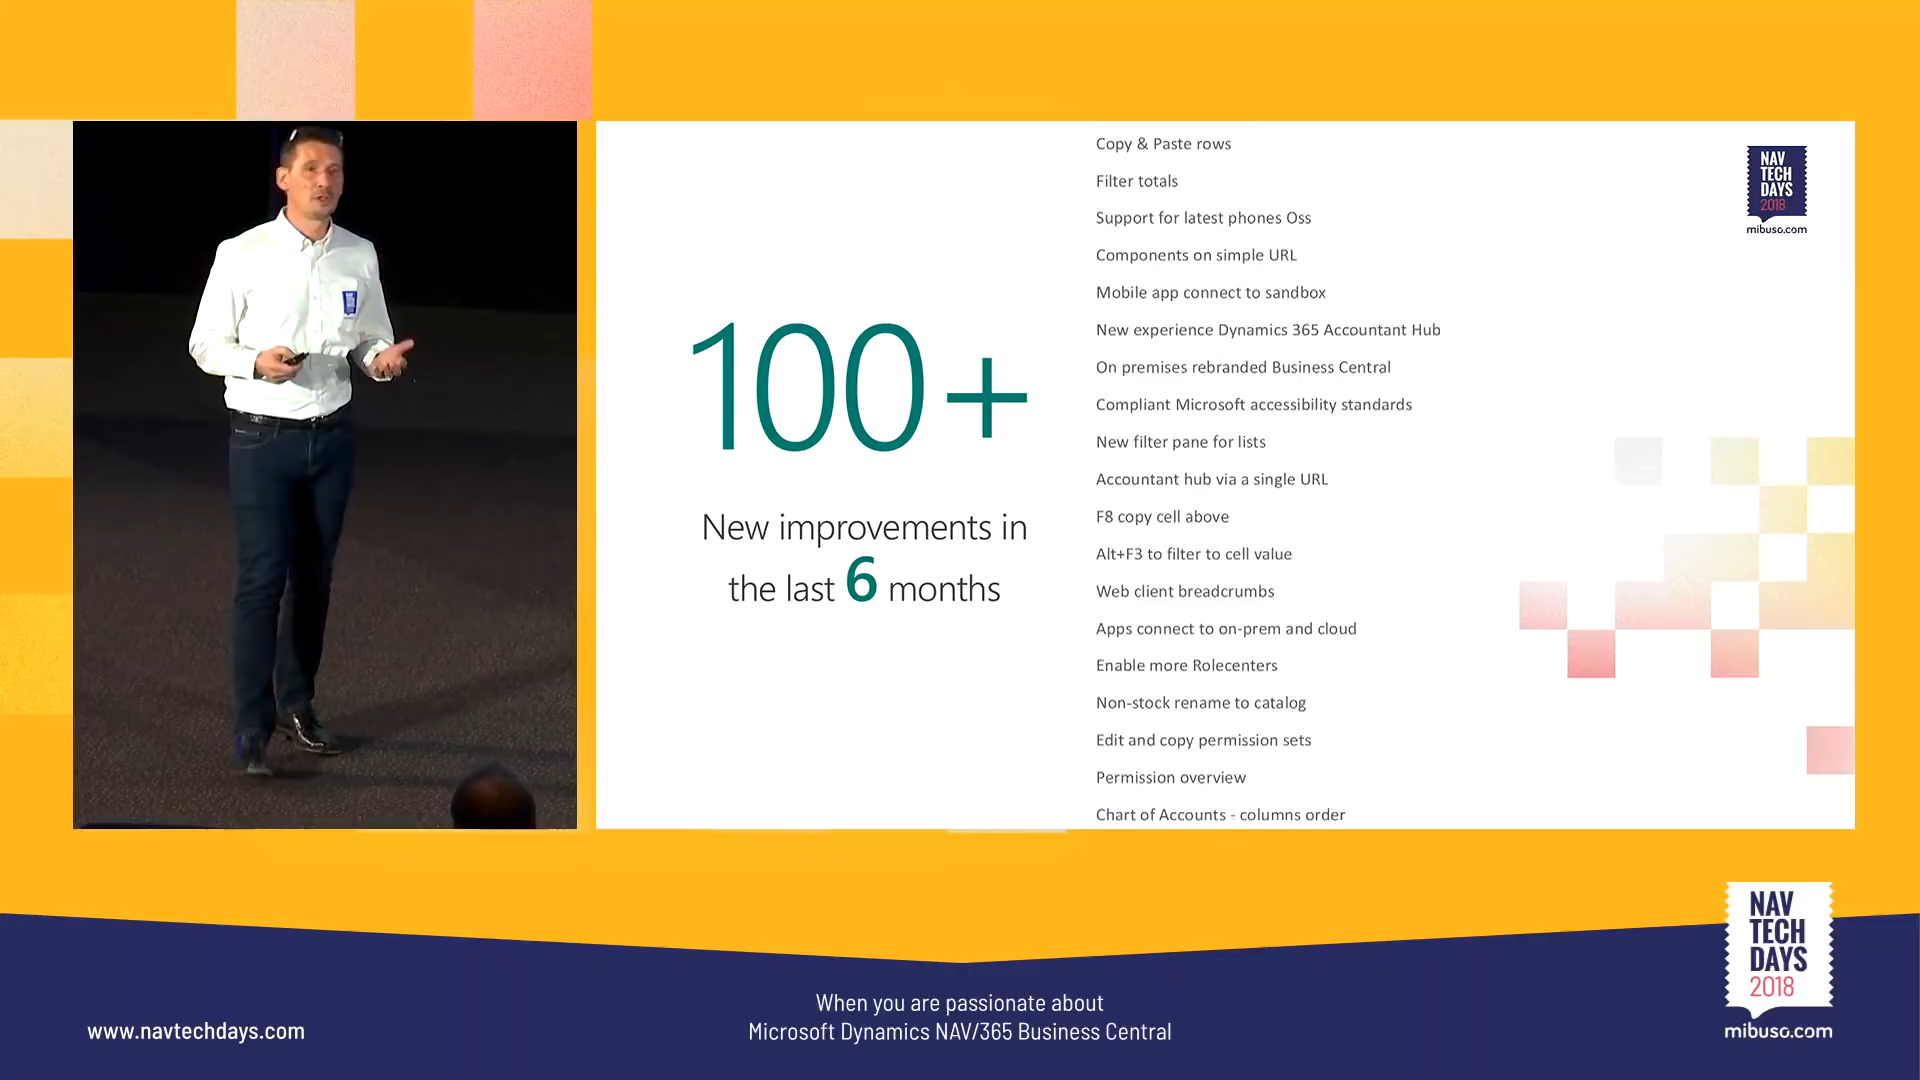 100+
New improvements in
the last 6 months
Copy & Paste rows
Filter totals
Support for latest phones Oss
Components on simple URL
Mobile app connect to sandbox
New experience Dynamics 365 Accountant Hub
On premises rebranded Business Central
Compliant Microsoft accessibility standards
New filter pane for lists
Accountant hub via a single URL
F8 copy cell above
Alt+F3 to filter to cell value
Web client breadcrumbs
Apps connect to on-prem and cloud
Enable more Rolecenters
Non-stock rename to catalog
Edit and copy permission sets
Permission overview
Chart of Accounts - columns order
NAV
TECH
DAYS
2018
mibuso.com
NAV
TECH
DAYS
www.navtechdays.com
When you are passionate about
Microsoft Dynamics NAV/365 Business Central
NAV
TECH
DAYS
2018
mibuso.com